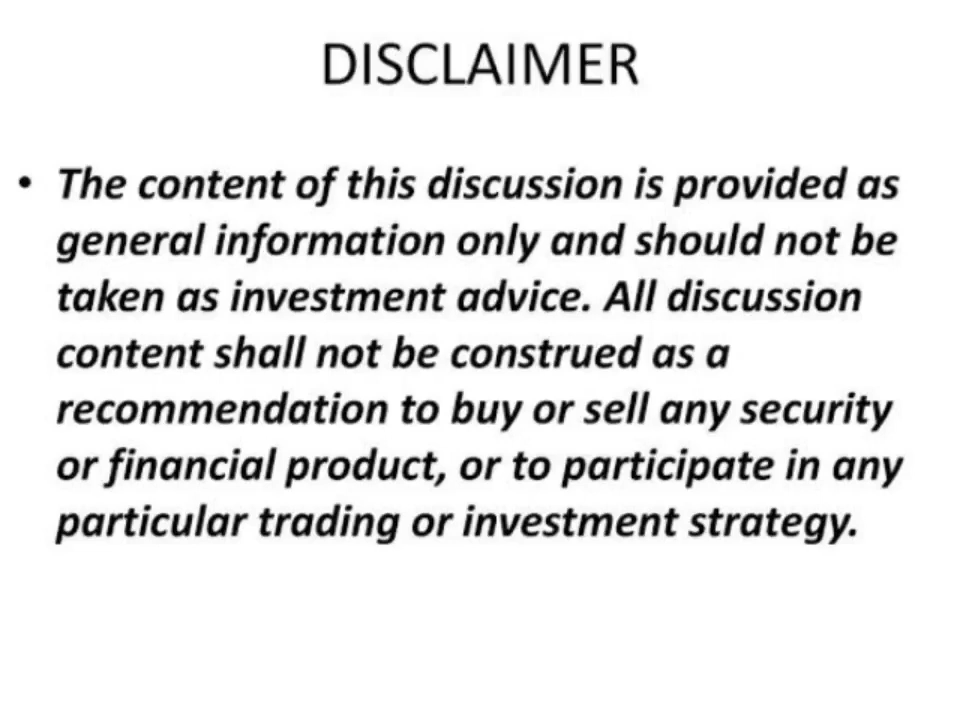 DISCLAIMER
• The content of this discussion is provided as
general information only and should not be
taken as investment advice. All discussion
content shall not be construed as a
recommendation to buy or sell any security
or financial product, or to participate in any
particular trading or investment strategy.